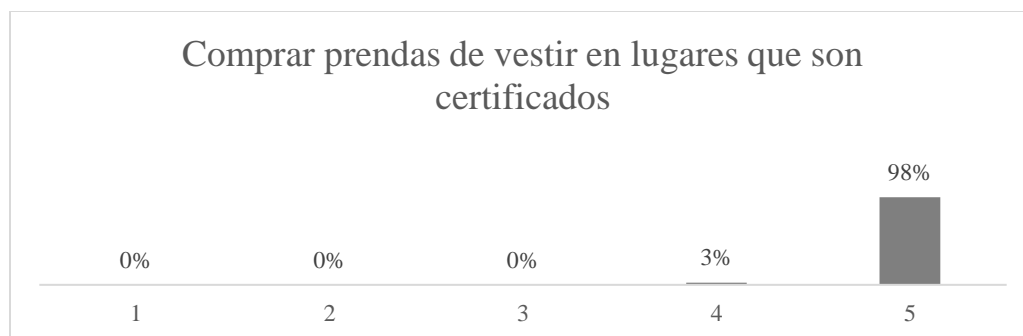 Comprar prendas de vestir en lugares que son
certificados
98%
0% 0% 0% 3%
1 2 3 4 5